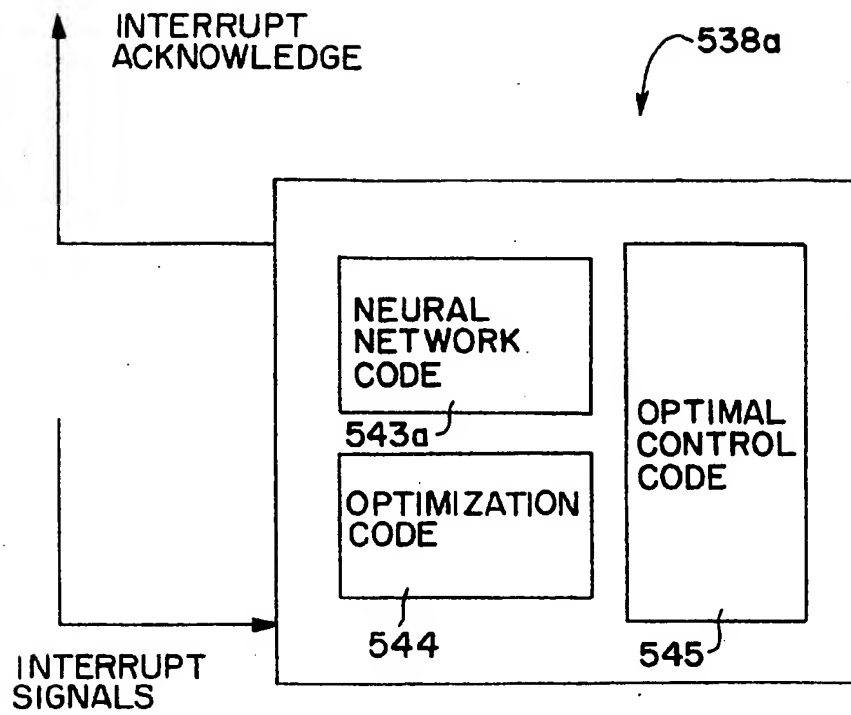 INTERRUPT
ACKNOWLEDGE
538a
NEURAL
NETWORK
CODE
543a
OPTIMIZATION
CODE
544
OPTIMAL
CONTROL
CODE
545
INTERRUPT
SIGNALS